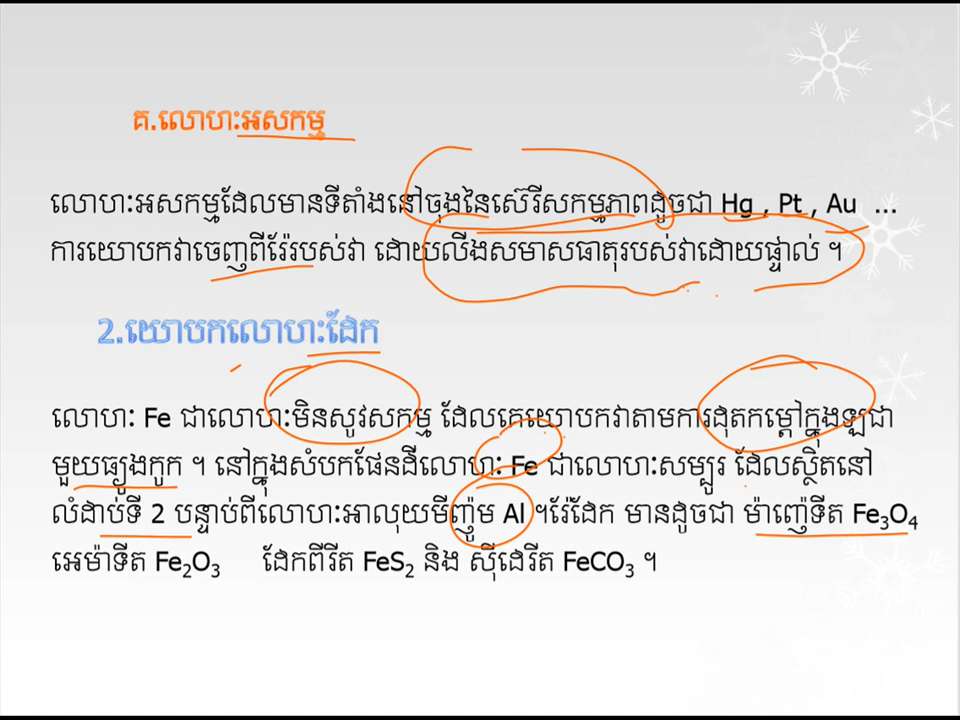 គ.លោហៈអសកម្ម
លោហៈអសកម្មដែលមានទីតាំងនៅចុងនៃស៊េរីសកម្មភាពដូចជា Hg , Pt , Au ...
ការយោបកវាចេញពីរ៉ែរបស់វា ដោយលីងសមាសធាតុរបស់វាដោយផ្ទាល់ ។
2.យោបកលោហៈដែក
លោហៈ Fe ជាលោហៈមិនសូវសកម្ម ដែលគេយោបកវាតាមការដុតកម្ដៅក្នុងឡជា
មួយធ្យូងកូក ។ នៅក្នុងសំបកផែនដីលោហៈ Fe ជាលោហៈសម្បូរ ដែលស្ថិតនៅ
លំដាប់ទី 2 បន្ទាប់ពីលោហៈអាលុយមីញ៉ូម Al ។រ៉ែដែក មានដូចជា ម៉ាញ៉េទីត Fe₃O₄
អេម៉ាទីត Fe₂O₃ ដែកពីរីត FeS₂ និង ស៊ីដេរីត FeCO₃ ។